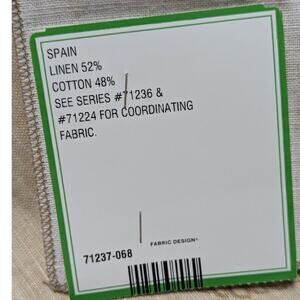 SPAIN
LINEN 52%
COTTON 48%
SEE SERIES #71236 &
#71224 FOR COORDINATING
FABRIC.
71237-068
FABRIC DESIGN®